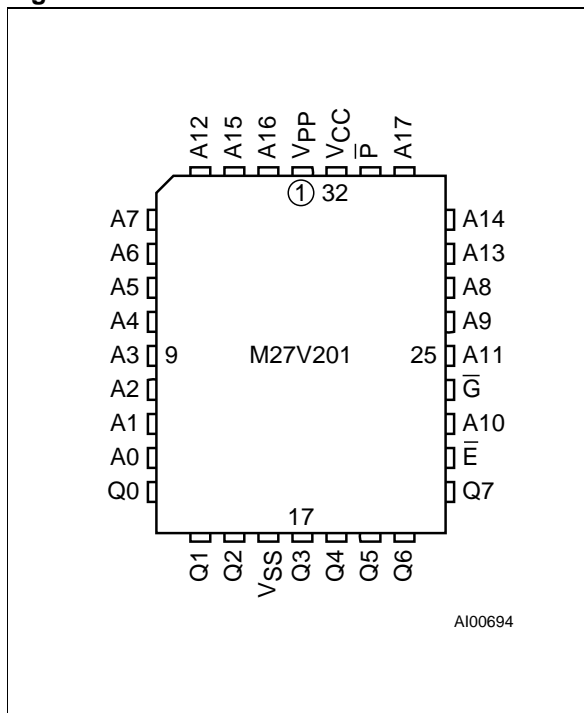 A12 A15 A16 VPP VCC P̅ A17
① 32
A7 A14
A6 A13
A5 A8
A4 A9
A3 9 M27V201 25 A11
A2 G̅
A1 A10
A0 E̅
Q0 Q7
17
Q1 Q2 VSS Q3 Q4 Q5 Q6
AI00694